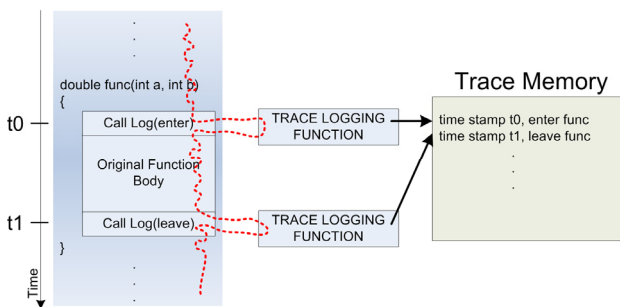 double func(int a, int b)
{
t0
Call Log(enter)
Original Function
Body
t1
Call Log(leave)
}
Time
TRACE LOGGING
FUNCTION
TRACE LOGGING
FUNCTION
Trace Memory
time stamp t0, enter func
time stamp t1, leave func